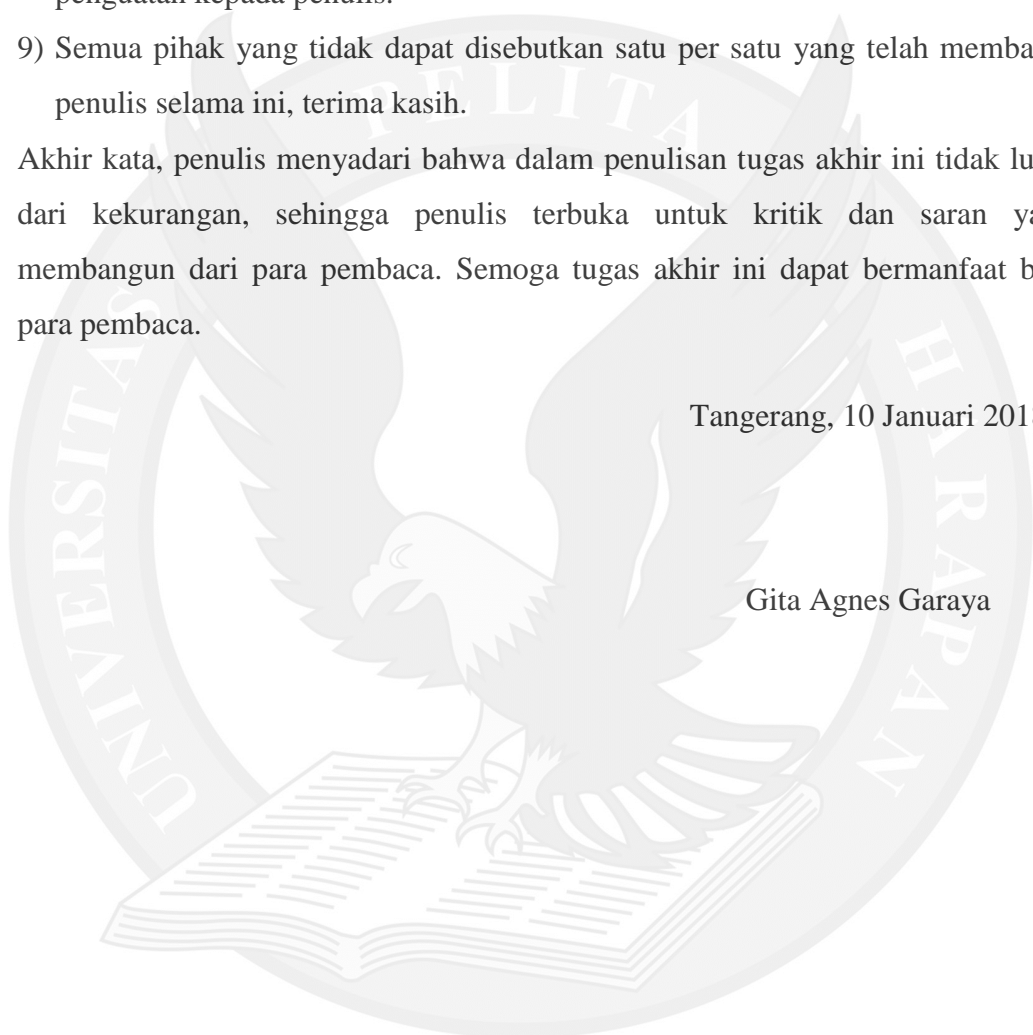 penguatan kepada penulis.
9) Semua pihak yang tidak dapat disebutkan satu per satu yang telah
penulis selama ini, terima kasih.
Akhir kata, penulis menyadari bahwa dalam penulisan tugas akhir ini tidak
dari kekurangan, sehingga penulis terbuka untuk kritik dan saran
membangun dari para pembaca. Semoga tugas akhir ini dapat bermanfaat
para pembaca.
Tangerang, 10 Januari
Gita Agnes Garaya
UNIVERSITAS PELITA HARAPAN